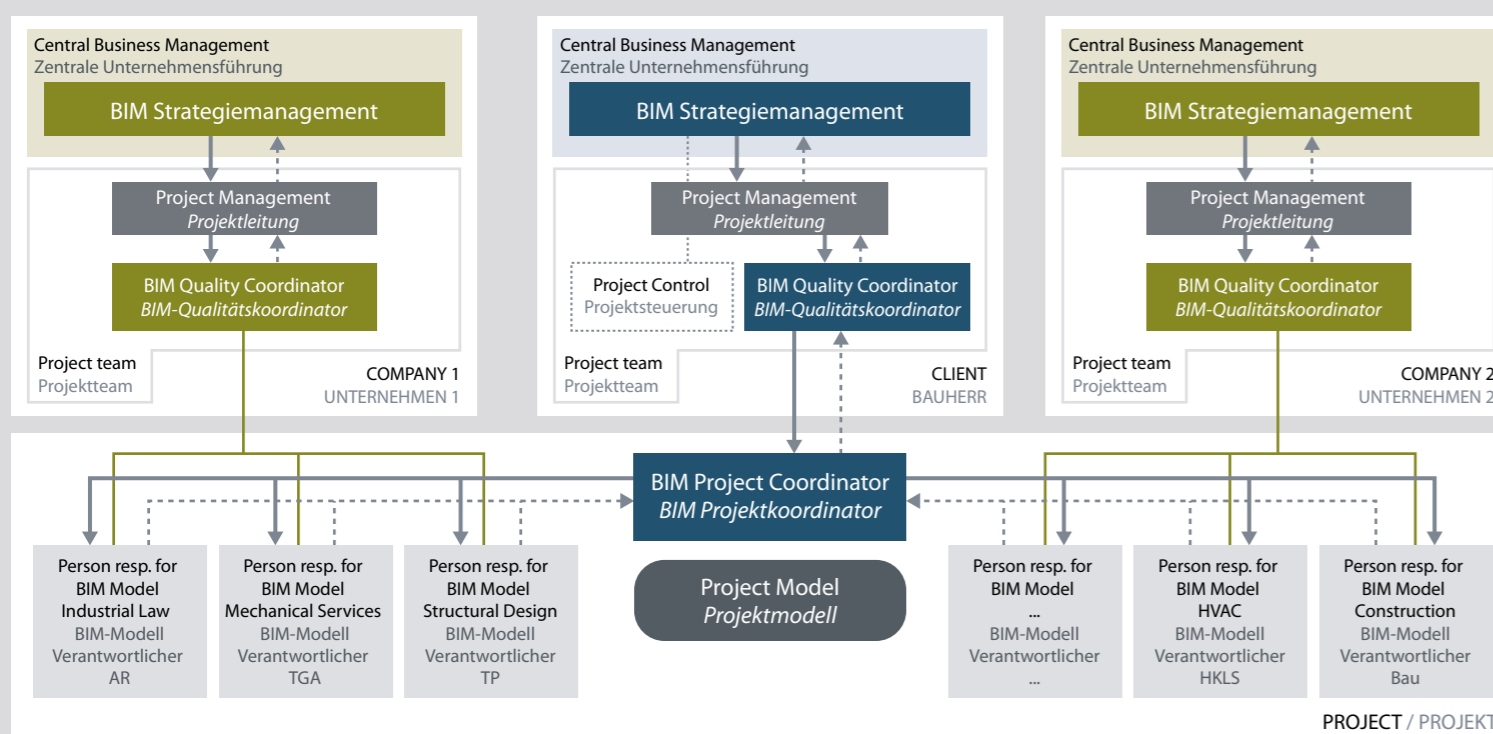 Central Business Management
Zentrale Unternehmensführung
BIM Strategiemanagement
Project Management
Projektleitung
BIM Quality Coordinator
BIM-Qualitätskoordinator
Project team
Projektteam
COMPANY 1
UNTERNEHMEN 1
Central Business Management
Zentrale Unternehmensführung
BIM Strategiemanagement
Project Management
Projektleitung
Project Control
Projektsteuerung
BIM Quality Coordinator
BIM-Qualitätskoordinator
Project team
Projektteam
CLIENT
BAUHERR
Central Business Management
Zentrale Unternehmensführung
BIM Strategiemanagement
Project Management
Projektleitung
BIM Quality Coordinator
BIM-Qualitätskoordinator
Project team
Projektteam
COMPANY 2
UNTERNEHMEN 2
BIM Project Coordinator
BIM Projektkoordinator
Project Model
Projektmodell
Person resp. for
BIM Model
Industrial Law
BIM-Modell
Verantwortlicher
AR
Person resp. for
BIM Model
Mechanical Services
BIM-Modell
Verantwortlicher
TGA
Person resp. for
BIM Model
Structural Design
BIM-Modell
Verantwortlicher
TP
Person resp. for
BIM Model
...
BIM-Modell
Verantwortlicher
...
Person resp. for
BIM Model
HVAC
BIM-Modell
Verantwortlicher
HKLS
Person resp. for
BIM Model
Construction
BIM-Modell
Verantwortlicher
Bau
PROJECT / PROJEKT